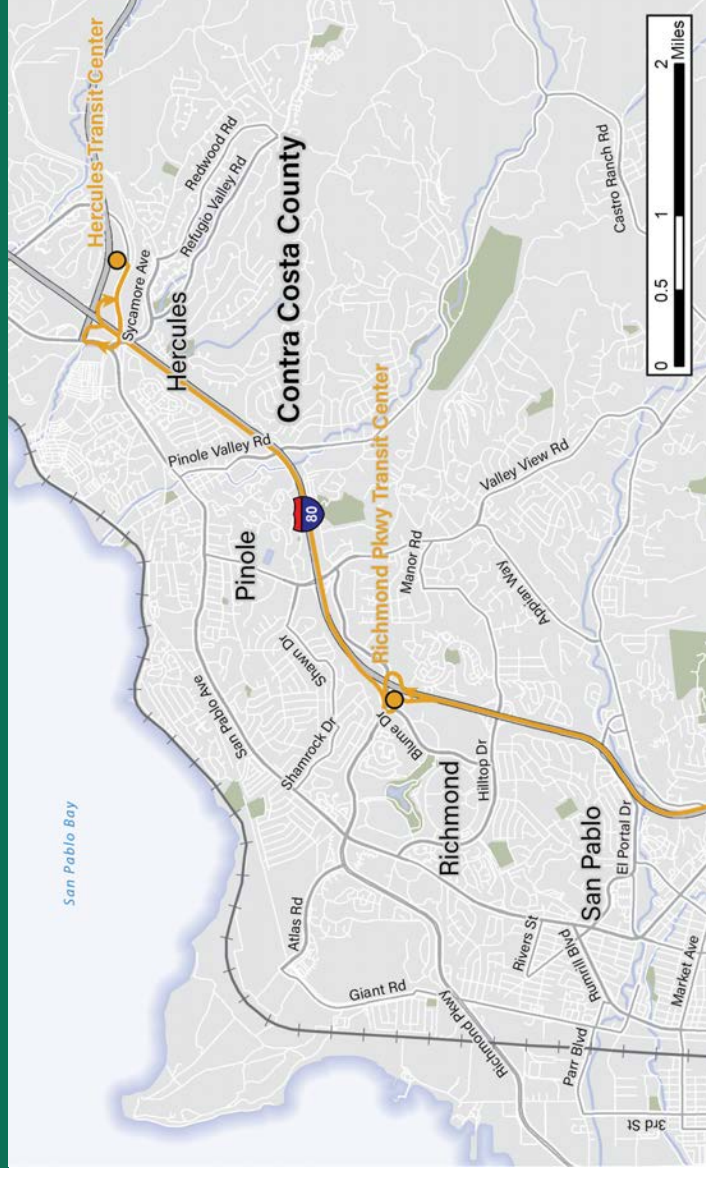 Hercules Transit Center
Redwood Rd
Refugio Valley Rd
Sycamore Ave
Hercules
Contra Costa County
Castro Ranch Rd
0 0.5 1 2
Miles
Pinole Valley Rd
80
Richmond Pkwy Transit Center
Valley View Rd
Pinole
Manor Rd
Appian Way
Shawn Dr
San Pablo Ave
Shamrock Dr
Blume Dr
Hilltop Dr
San Pablo Bay
Richmond
San Pablo
El Portal Dr
Atlas Rd
Rivers St
Rumrill Blvd
Giant Rd
Market Ave
Richmond Pkwy
Parr Blvd
3rd St